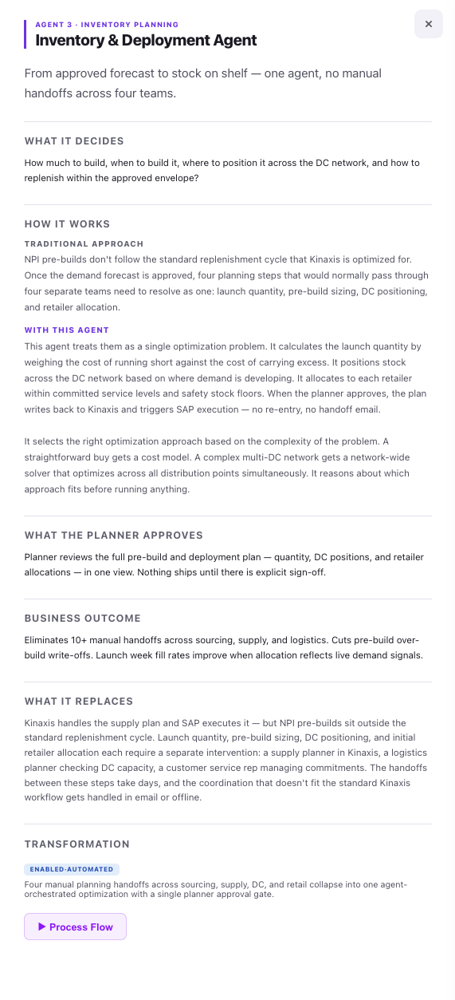 AGENT 3 · INVENTORY PLANNING
Inventory & Deployment Agent
×
From approved forecast to stock on shelf — one agent, no manual
handoffs across four teams.
WHAT IT DECIDES
How much to build, when to build it, where to position it across the DC network, and how to
replenish within the approved envelope?
HOW IT WORKS
TRADITIONAL APPROACH
NPI pre-builds don't follow the standard replenishment cycle that Kinaxis is optimized for.
Once the demand forecast is approved, four planning steps that would normally pass through
four separate teams need to resolve as one: launch quantity, pre-build sizing, DC positioning,
and retailer allocation.
WITH THIS AGENT
This agent treats them as a single optimization problem. It calculates the launch quantity by
weighing the cost of running short against the cost of carrying excess. It positions stock
across the DC network based on where demand is developing. It allocates to each retailer
within committed service levels and safety stock floors. When the planner approves, the plan
writes back to Kinaxis and triggers SAP execution — no re-entry, no handoff email.
It selects the right optimization approach based on the complexity of the problem. A
straightforward buy gets a cost model. A complex multi-DC network gets a network-wide
solver that optimizes across all distribution points simultaneously. It reasons about which
approach fits before running anything.
WHAT THE PLANNER APPROVES
Planner reviews the full pre-build and deployment plan — quantity, DC positions, and retailer
allocations — in one view. Nothing ships until there is explicit sign-off.
BUSINESS OUTCOME
Eliminates 10+ manual handoffs across sourcing, supply, and logistics. Cuts pre-build over-
build write-offs. Launch week fill rates improve when allocation reflects live demand signals.
WHAT IT REPLACES
Kinaxis handles the supply plan and SAP executes it — but NPI pre-builds sit outside the
standard replenishment cycle. Launch quantity, pre-build sizing, DC positioning, and initial
retailer allocation each require a separate intervention: a supply planner in Kinaxis, a logistics
planner checking DC capacity, a customer service rep managing commitments. The handoffs
between these steps take days, and the coordination that doesn't fit the standard Kinaxis
workflow gets handled in email or offline.
TRANSFORMATION
ENABLED·AUTOMATED
Four manual planning handoffs across sourcing, supply, DC, and retail collapse into one agent-
orchestrated optimization with a single planner approval gate.
▶ Process Flow